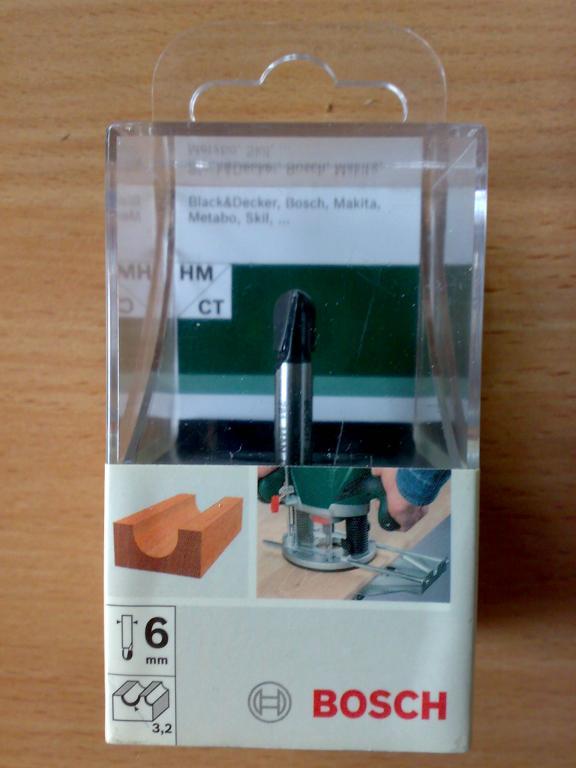 Black&Decker, Bosch, Makita,
Metabo, Skil, ...
HM
CT
6
mm
3,2
BOSCH